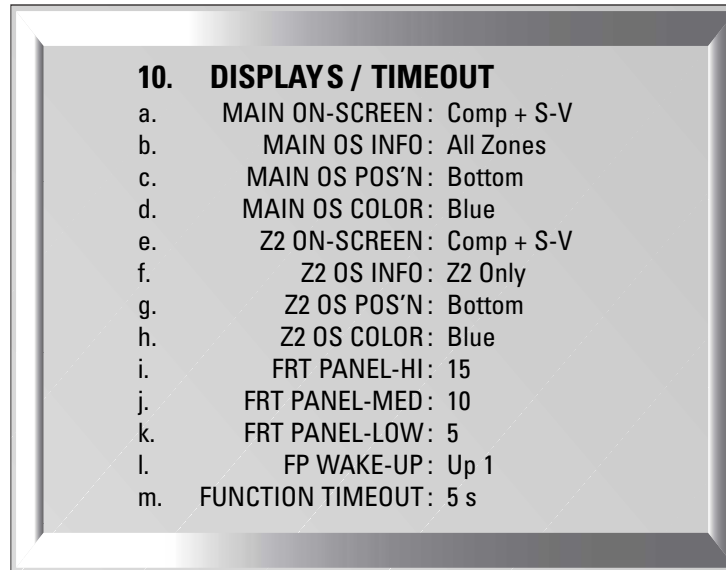 10. DISPLAYS / TIMEOUT
a. MAIN ON-SCREEN: Comp + S-V
b. MAIN OS INFO: All Zones
c. MAIN OS POS'N: Bottom
d. MAIN OS COLOR: Blue
e. Z2 ON-SCREEN: Comp + S-V
f. Z2 OS INFO: Z2 Only
g. Z2 OS POS'N: Bottom
h. Z2 OS COLOR: Blue
i. FRT PANEL-HI: 15
j. FRT PANEL-MED: 10
k. FRT PANEL-LOW: 5
l. FP WAKE-UP: Up 1
m. FUNCTION TIMEOUT: 5 s